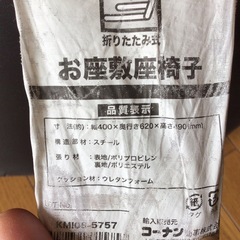 折りたたみ式
お座敷座椅子
品質表示
寸 法(約):幅400×奥行き620×高さ490(mm)
構造部材:スチール
張り材:表地/ポリプロピレン
裏地/ポリエステル
クッション材:ウレタンフォーム
KMIOS-5757
輸入販売元
コーナン
紙
タグ